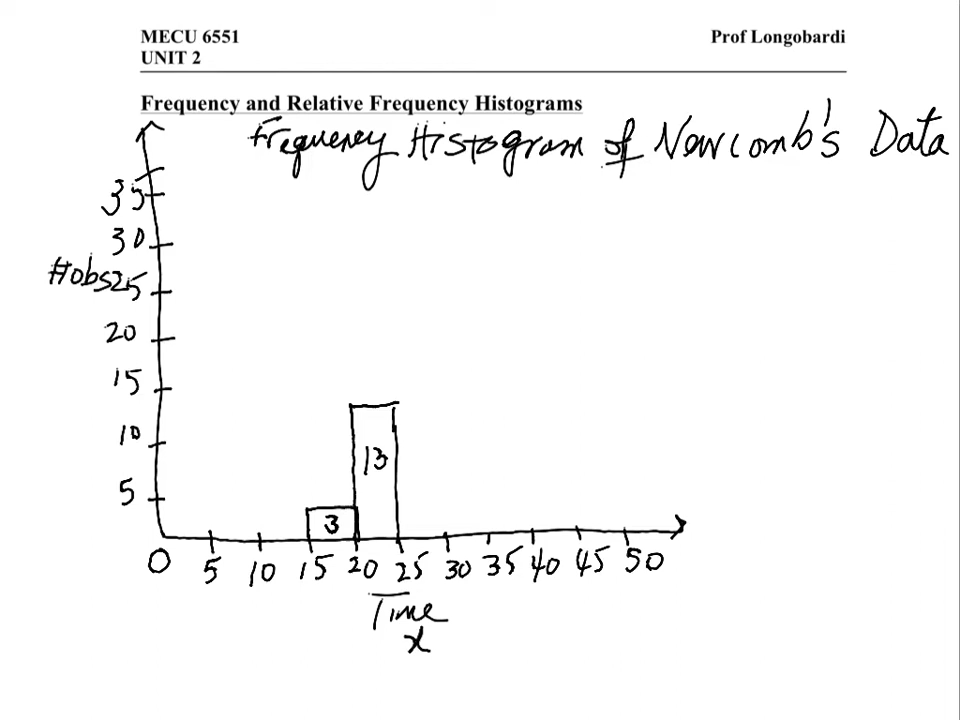 MECU 6551 Prof Longobardi
UNIT 2
Frequency and Relative Frequency Histograms
Frequency Histogram of Newcomb's Data
35
30
#obs 25
20
15
10
5
13
3
0 5 10 15 20 25 30 35 40 45 50
Time
x